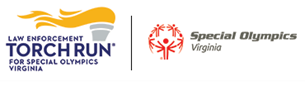 LAW ENFORCEMENT
TORCH RUN®
FOR SPECIAL OLYMPICS
VIRGINIA
Special Olympics
Virginia